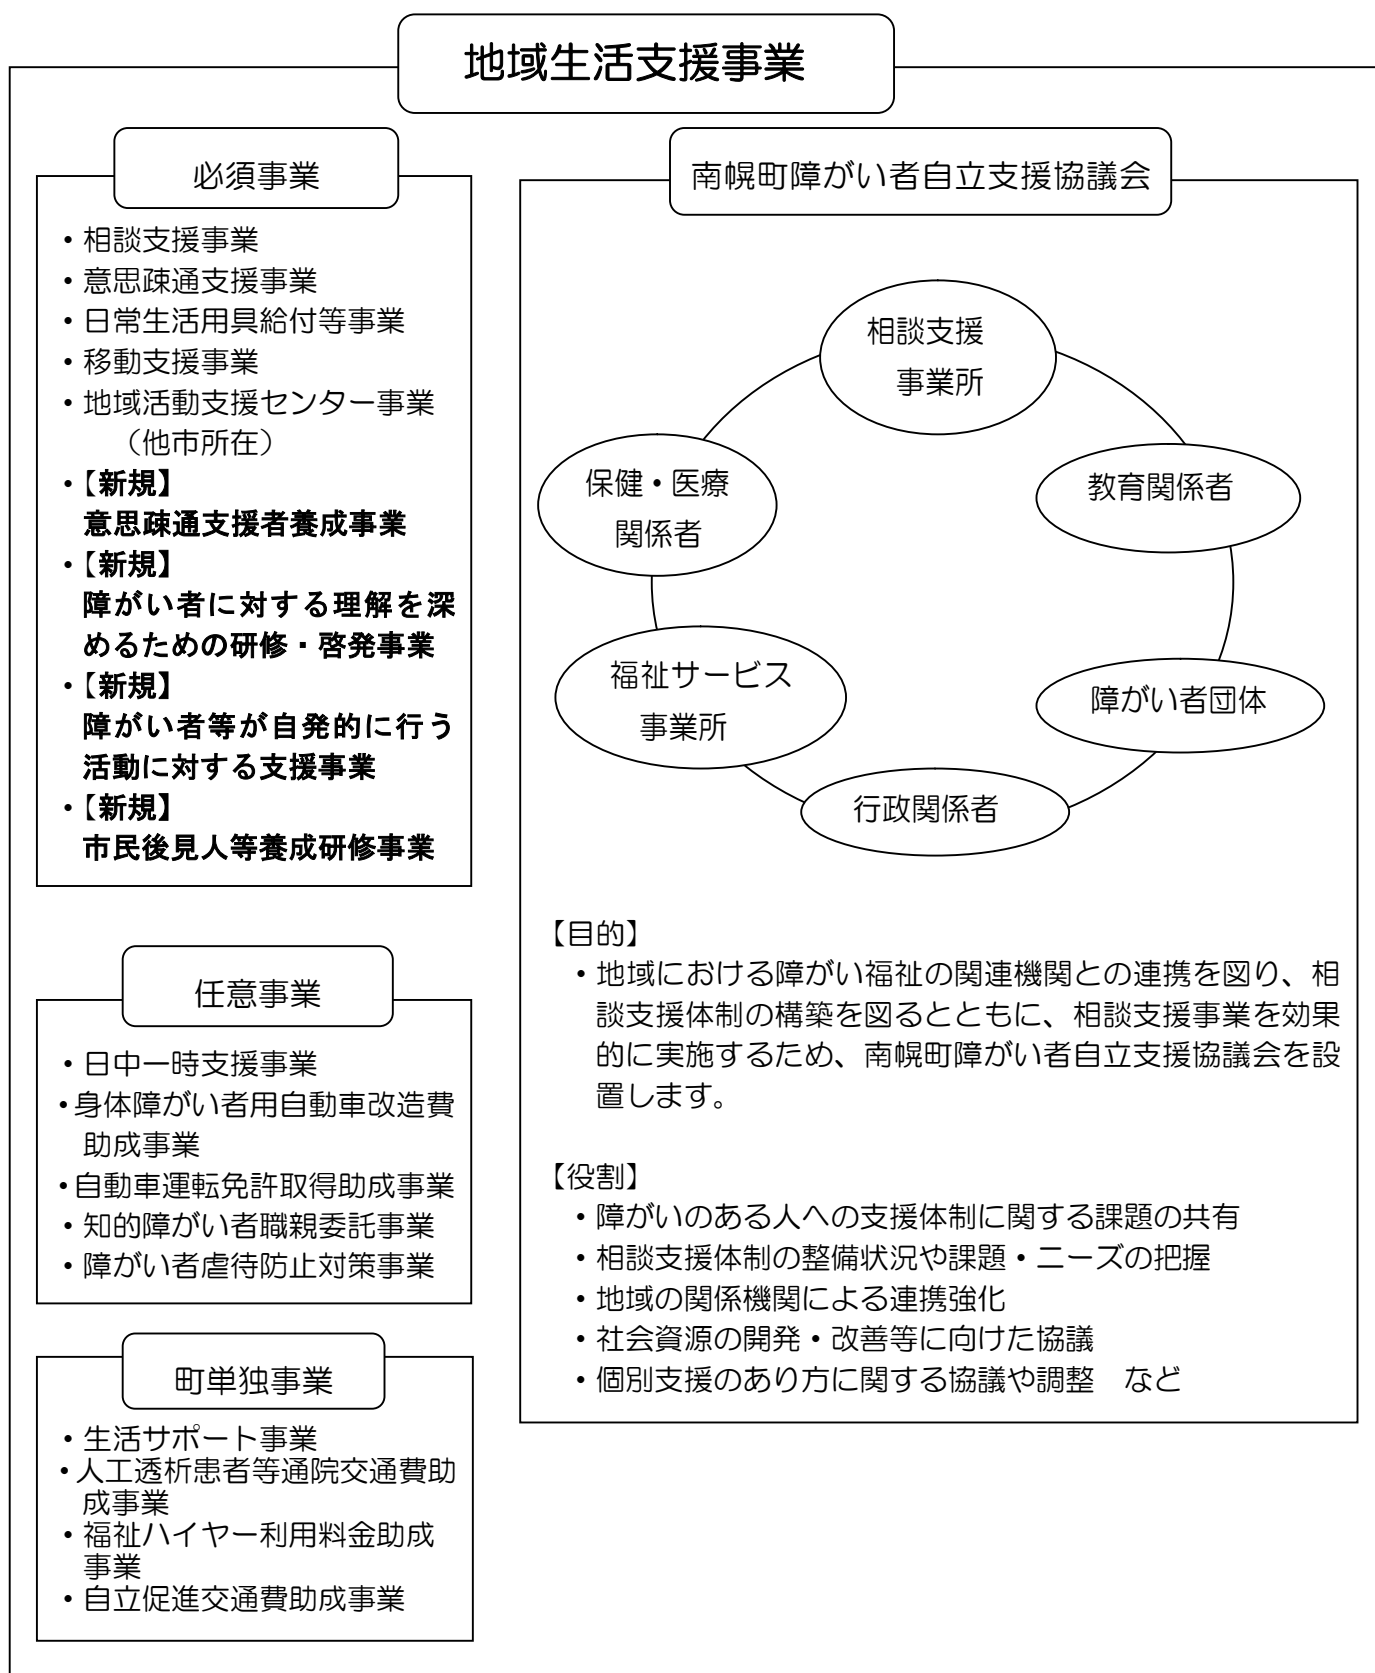 地域生活支援事業
必須事業
・相談支援事業
・意思疎通支援事業
・日常生活用具給付等事業
・移動支援事業
・地域活動支援センター事業
（他市所在）
・【新規】
意思疎通支援者養成事業
・【新規】
障がい者に対する理解を深
めるための研修・啓発事業
・【新規】
障がい者等が自発的に行う
活動に対する支援事業
・【新規】
市民後見人等養成研修事業
任意事業
・日中一時支援事業
・身体障がい者用自動車改造費
助成事業
・自動車運転免許取得助成事業
・知的障がい者職親委託事業
・障がい者虐待防止対策事業
町単独事業
・生活サポート事業
・人工透析患者等通院交通費助
成事業
・福祉ハイヤー利用料金助成
事業
・自立促進交通費助成事業
南幌町障がい者自立支援協議会
相談支援
事業所
保健・医療
関係者
教育関係者
福祉サービス
事業所
障がい者団体
行政関係者
【目的】
・地域における障がい福祉の関連機関との連携を図り、相
談支援体制の構築を図るとともに、相談支援事業を効果
的に実施するため、南幌町障がい者自立支援協議会を設
置します。
【役割】
・障がいのある人への支援体制に関する課題の共有
・相談支援体制の整備状況や課題・ニーズの把握
・地域の関係機関による連携強化
・社会資源の開発・改善等に向けた協議
・個別支援のあり方に関する協議や調整　など